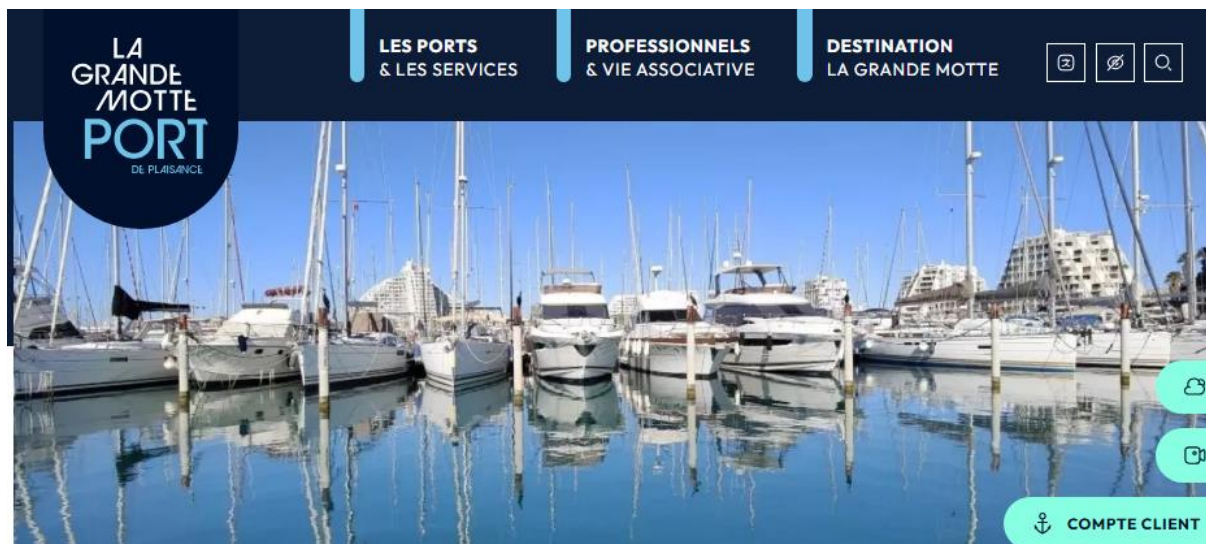 LA
GRANDE
MOTTE
PORT
DE PLAISANCE
LES PORTS
& LES SERVICES
PROFESSIONNELS
& VIE ASSOCIATIVE
DESTINATION
LA GRANDE MOTTE
COMPTE CLIENT